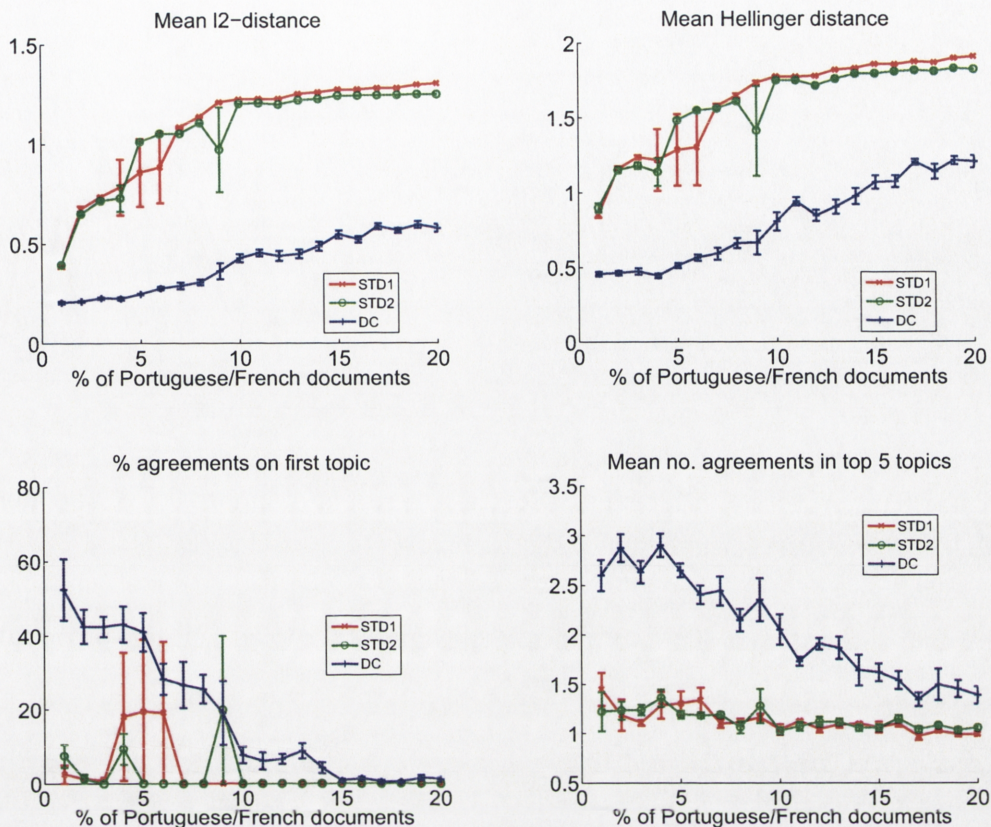 Mean l2-distance
1.5
1
0.5
0
0 5 10 15 20
% of Portuguese/French documents
STD1
STD2
DC
Mean Hellinger distance
2
1.5
1
0.5
0
0 5 10 15 20
% of Portuguese/French documents
STD1
STD2
DC
% agreements on first topic
80
60
40
20
0
0 5 10 15 20
% of Portuguese/French documents
STD1
STD2
DC
Mean no. agreements in top 5 topics
3.5
3
2.5
2
1.5
1
0.5
0 5 10 15 20
% of Portuguese/French documents
STD1
STD2
DC